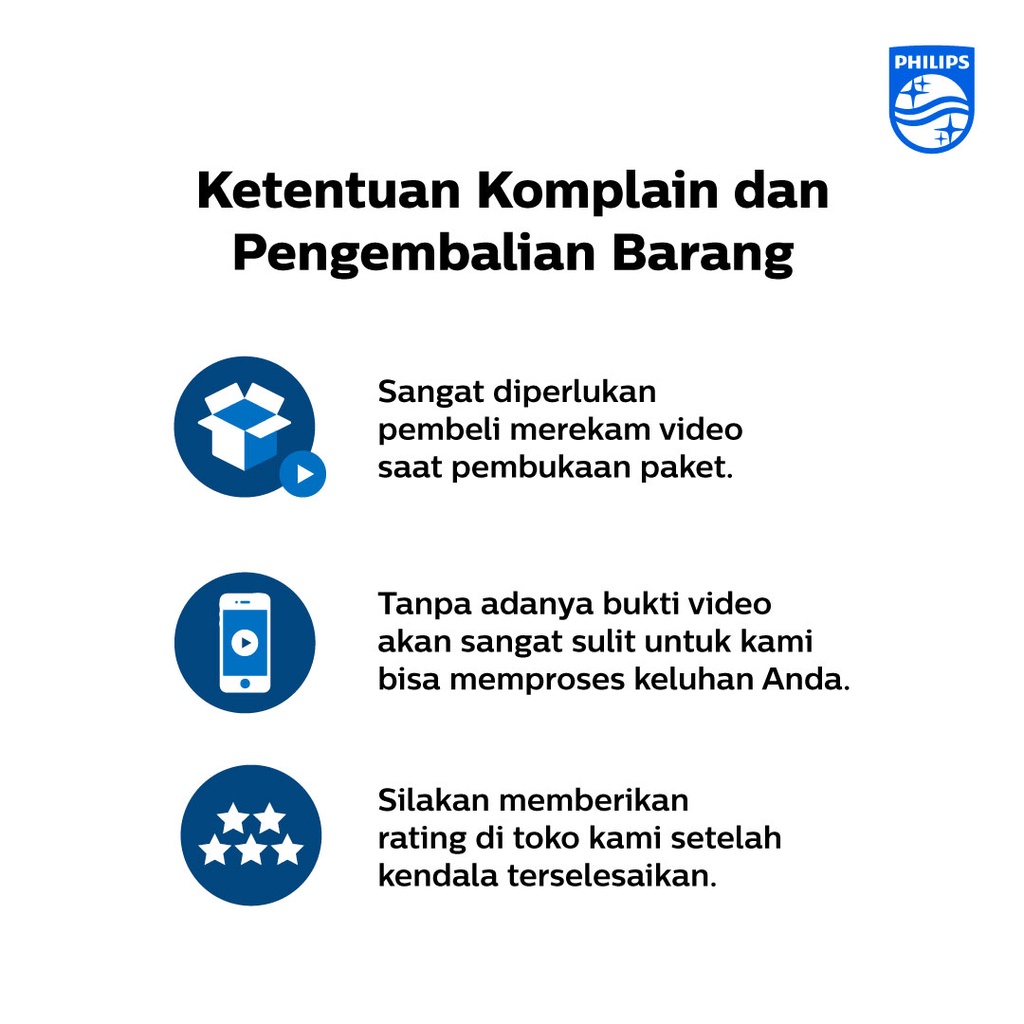 PHILIPS
Ketentuan Komplain dan
Pengembalian Barang
Sangat diperlukan
pembeli merekam video
saat pembukaan paket.
Tanpa adanya bukti video
akan sangat sulit untuk kami
bisa memproses keluhan Anda.
Silakan memberikan
rating di toko kami setelah
kendala terselesaikan.